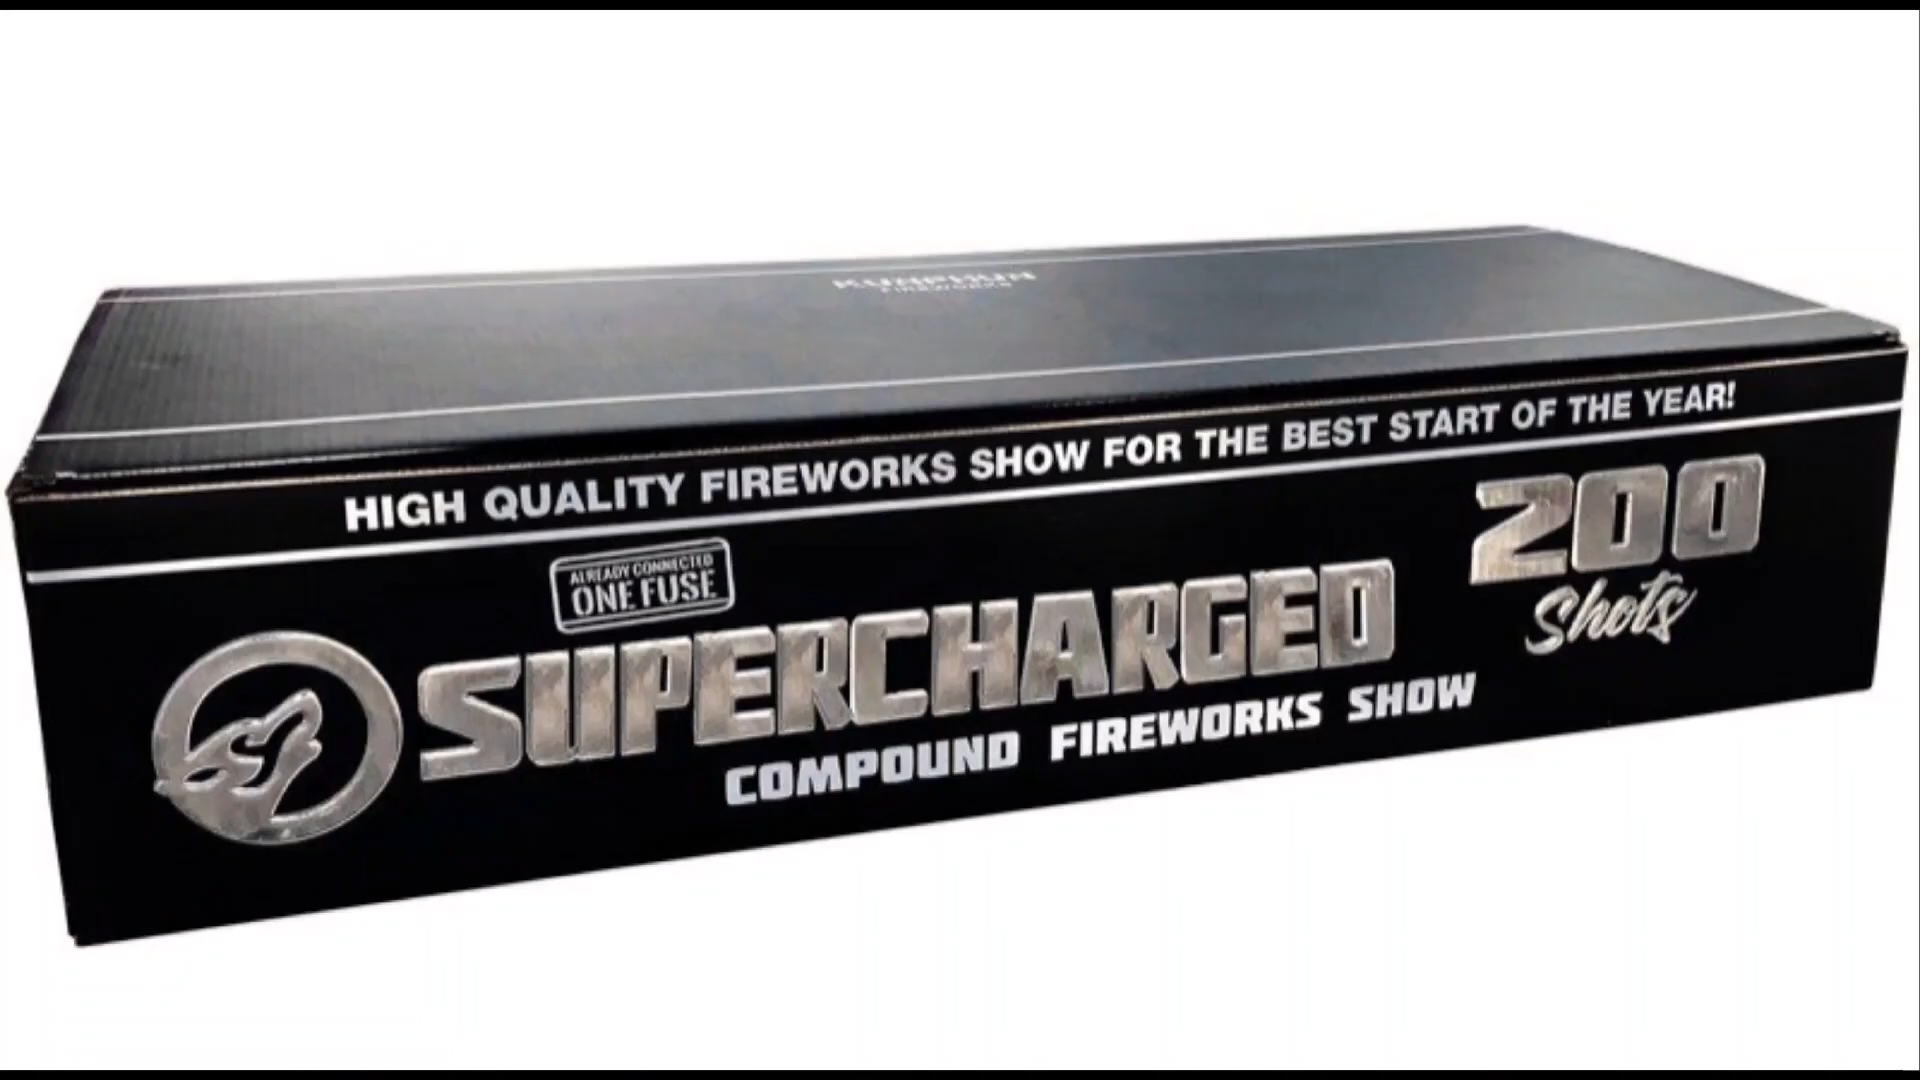 FIREWORKS
HIGH QUALITY FIREWORKS SHOW FOR THE BEST START OF THE YEAR!
200
Shots
ALREADY CONNECTED
ONE FUSE
SUPERCHARGED
COMPOUND FIREWORKS SHOW